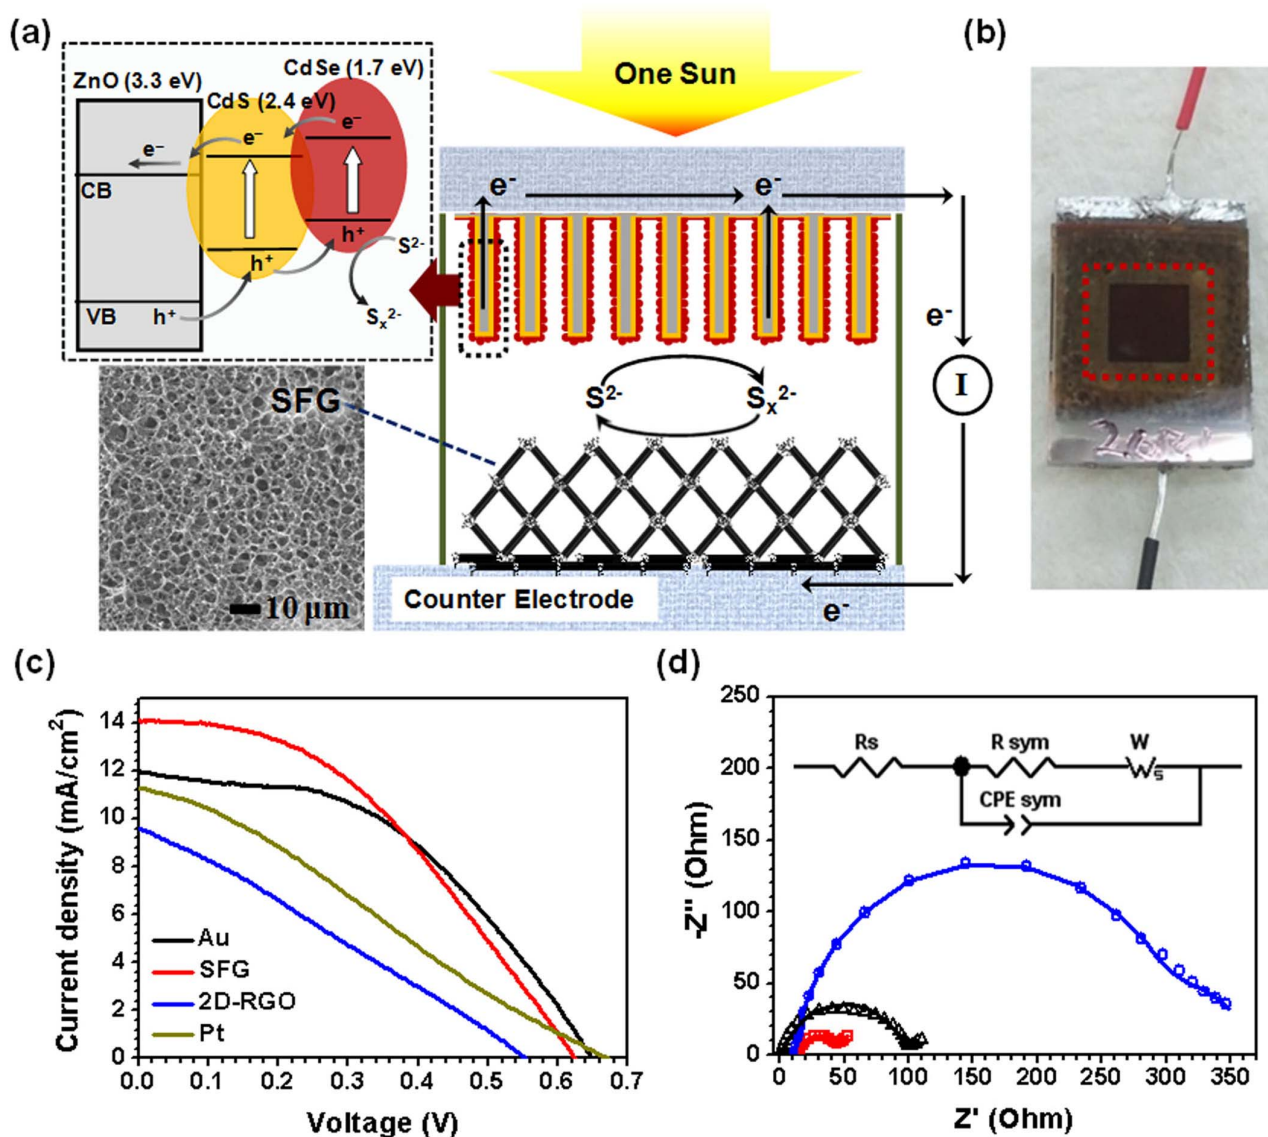 (a)
One Sun
(b)
ZnO (3.3 eV)
CdSe (1.7 eV)
CdS (2.4 eV)
e⁻
e⁻
e⁻
CB
h⁺
h⁺
VB
h⁺
S²⁻
Sₓ²⁻
e⁻
e⁻
e⁻
I
S²⁻
Sₓ²⁻
SFG
10 μm
Counter Electrode
e⁻
(c)
Current density (mA/cm²)
14
12
10
8
6
4
2
0
Au
SFG
2D-RGO
Pt
0.0 0.1 0.2 0.3 0.4 0.5 0.6 0.7
Voltage (V)
(d)
-Z'' (Ohm)
250
200
150
100
50
0
Rs
R sym
W
s
CPE sym
0 50 100 150 200 250 300 350
Z' (Ohm)